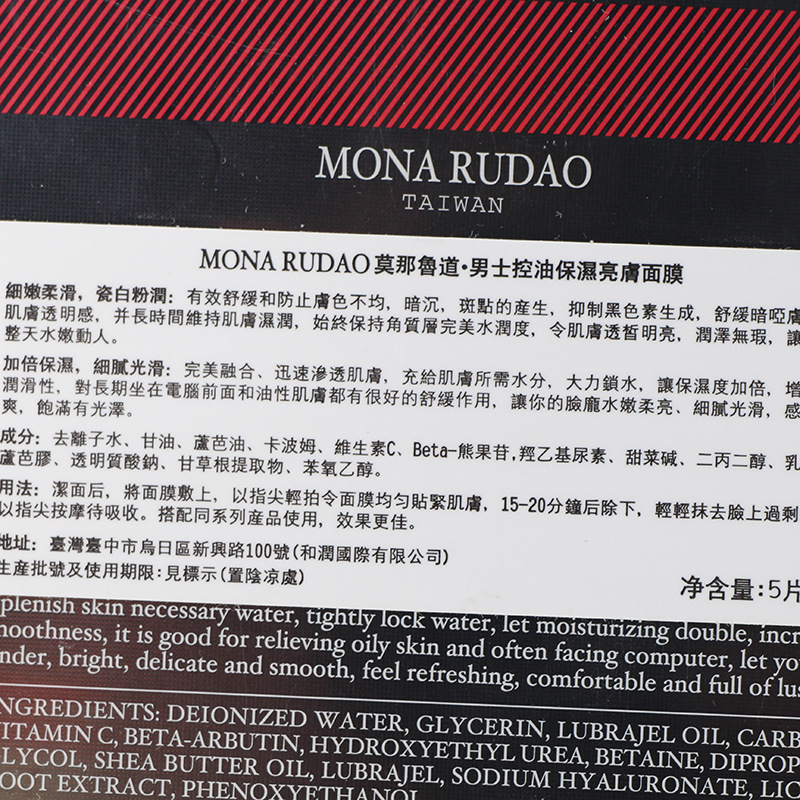 MONA RUDAO
TAIWAN
MONA RUDAO 莫那魯道·男士控油保濕亮膚面膜
細嫩柔滑，瓷白粉潤：有效舒緩和防止膚色不均，暗沉，斑點的産生，抑制黑色素生成，舒緩暗啞膚
肌膚透明感，并長時間維持肌膚濕潤，始終保持角質層完美水潤度，令肌膚透皙明亮，潤澤無瑕，讓
整天水嫩動人。
加倍保濕，細膩光滑：完美融合、迅速滲透肌膚，充給肌膚所需水分，大力鎖水，讓保濕度加倍，增
潤滑性，對長期坐在電腦前面和油性肌膚都有很好的舒緩作用，讓你的臉龐水嫩柔亮、細膩光滑，感
爽，飽滿有光澤。
成分：去離子水、甘油、蘆芭油、卡波姆、維生素C、Beta-熊果苷,羥乙基尿素、甜菜碱、二丙二醇、乳
蘆芭膠、透明質酸鈉、甘草根提取物、苯氧乙醇。
用法：潔面后，將面膜敷上，以指尖輕拍令面膜均匀貼緊肌膚，15-20分鐘后除下，輕輕抹去臉上過剩
以指尖按摩待吸收。搭配同系列産品使用，效果更佳。
地址：臺灣臺中市烏日區新興路100號(和潤國際有限公司)
生産批號及使用期限:見標示(置陰凉處)
净含量:5片
plenish skin necessary water, tightly lock water, let moisturizing double, incr
moothness, it is good for relieving oily skin and often facing computer, let yo
nder, bright, delicate and smooth, feel refreshing, comfortable and full of lus
INGREDIENTS: DEIONIZED WATER, GLYCERIN, LUBRAJEL OIL, CARB
VITAMIN C, BETA-ARBUTIN, HYDROXYETHYL UREA, BETAINE, DIPROP
GLYCOL, SHEA BUTTER OIL, LUBRAJEL, SODIUM HYALURONATE, LIC
ROOT EXTRACT, PHENOXYETHANOL